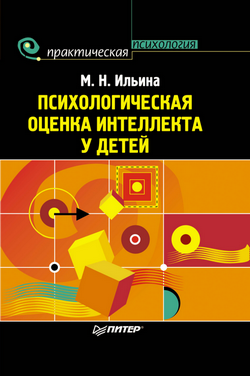 практическая психология
М. Н. Ильина
ПСИХОЛОГИЧЕСКАЯ
ОЦЕНКА ИНТЕЛЛЕКТА
У ДЕТЕЙ
ПИТЕР®